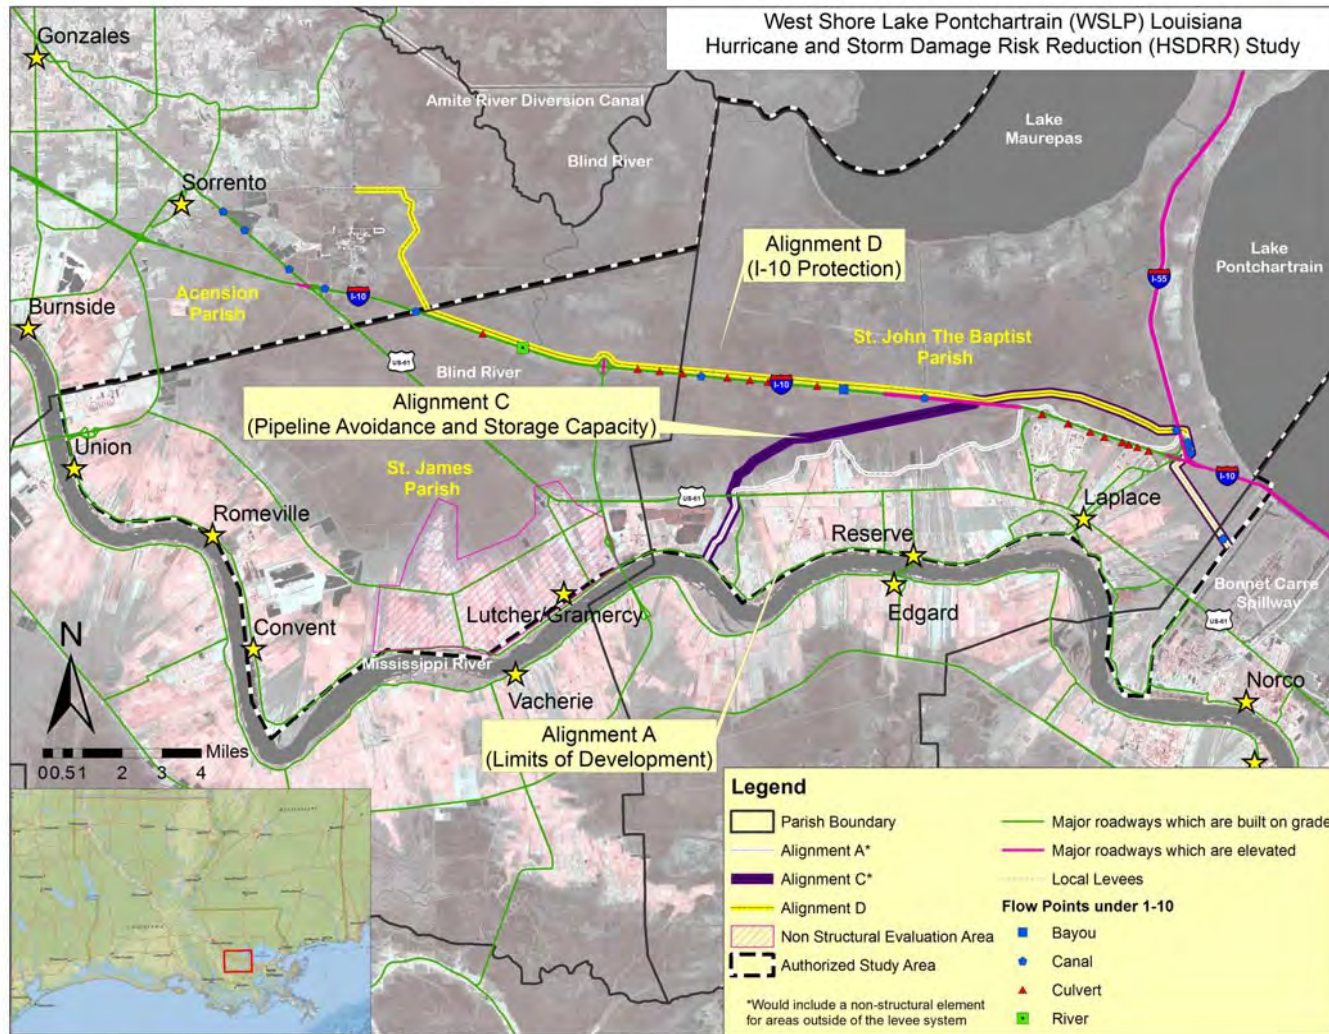 West Shore Lake Pontchartrain (WSLP) Louisiana
Hurricane and Storm Damage Risk Reduction (HSDRR) Study
Gonzales
Amite River Diversion Canal
Lake
Maurepas
Blind River
Sorrento
Alignment D
(I-10 Protection)
Lake
Pontchartrain
I-55
Acension
Parish
I-10
Burnside
St. John The Baptist
Parish
US-61
Blind River
I-10
Alignment C
(Pipeline Avoidance and Storage Capacity)
Union
St. James
Parish
US-61
I-10
Laplace
Romeville
Reserve
Lutcher/Gramercy
Edgard
Bonnet Carre
Spillway
US-61
N
Convent
Mississippi River
Vacherie
Norco
Miles
0 0.5 1 2 3 4
Alignment A
(Limits of Development)
Legend
Parish Boundary
Alignment A*
Alignment C*
Alignment D
Non Structural Evaluation Area
Authorized Study Area
*Would include a non-structural element
for areas outside of the levee system
Major roadways which are built on grade
Major roadways which are elevated
Local Levees
Flow Points under 1-10
Bayou
Canal
Culvert
River